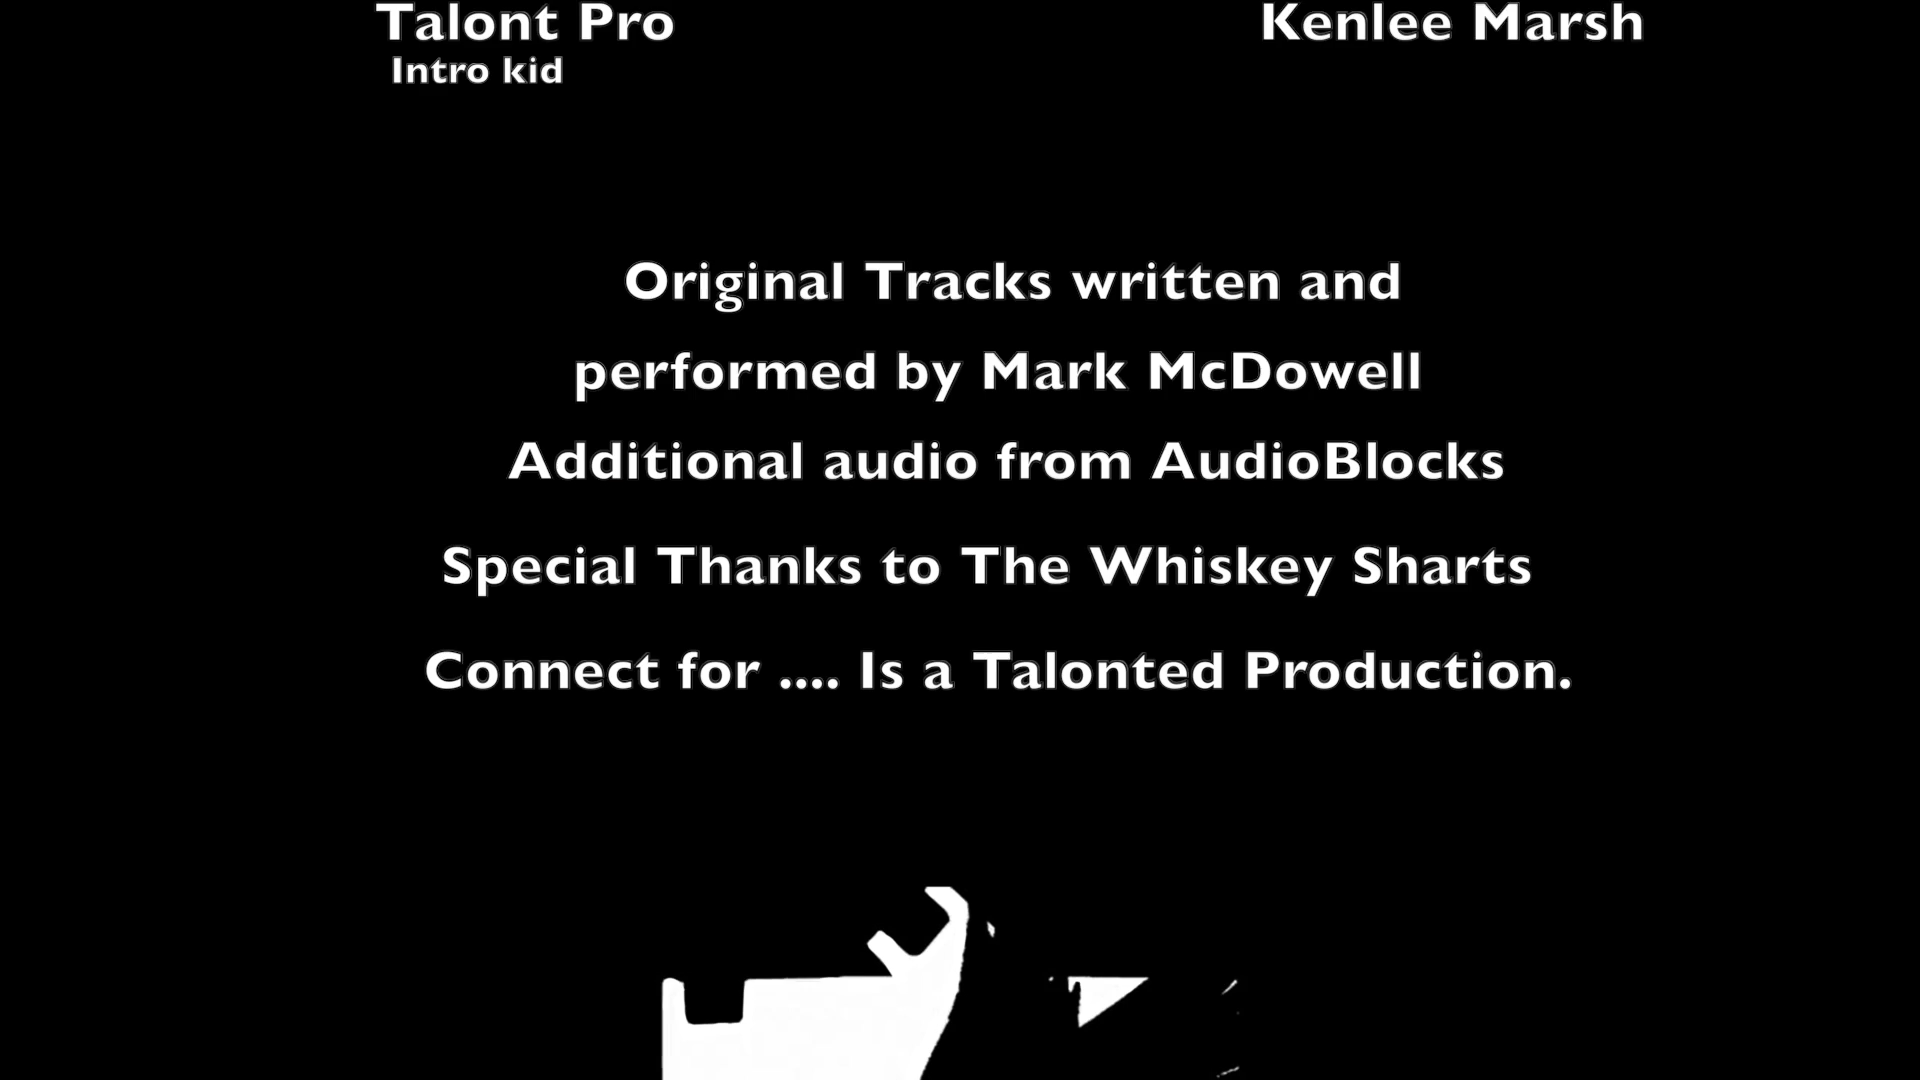 Talont Pro Kenlee Marsh
Intro kid
Original Tracks written and
performed by Mark McDowell
Additional audio from AudioBlocks
Special Thanks to The Whiskey Sharts
Connect for .... Is a Talonted Production.